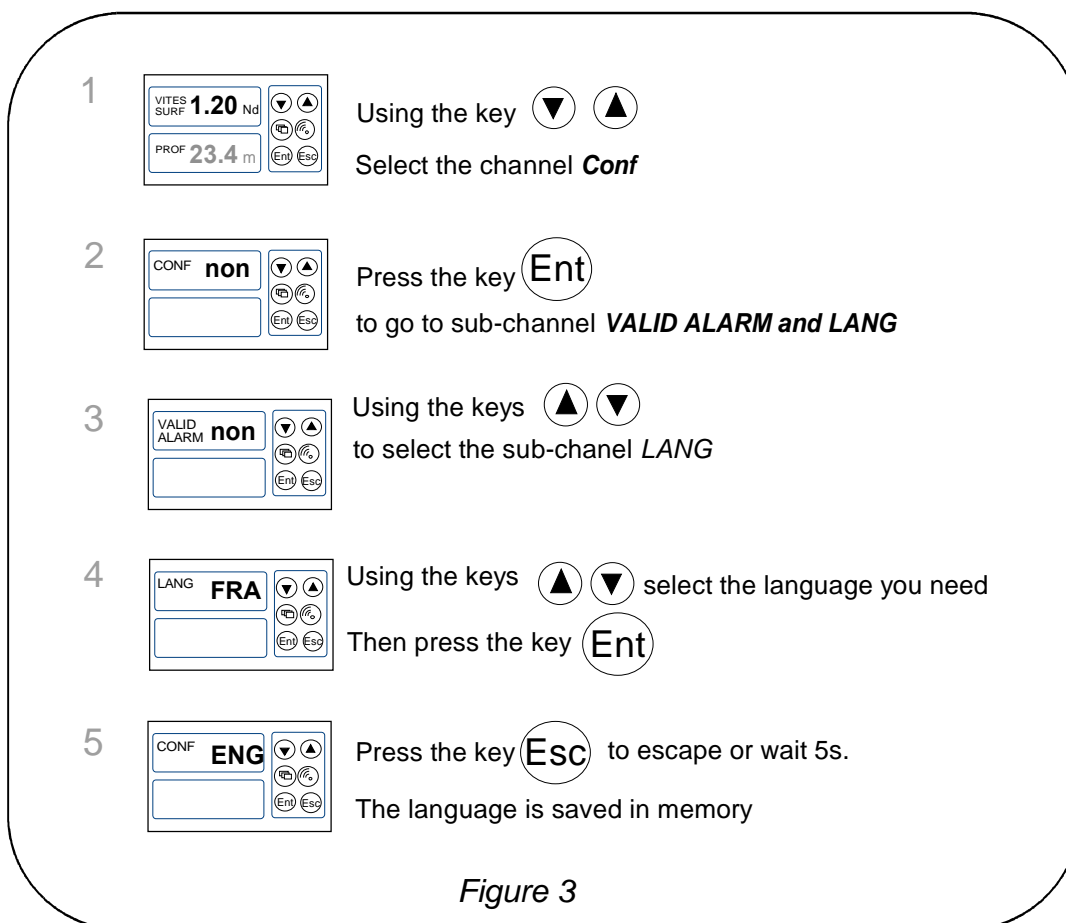 1
VITES
SURF 1.20 Nd
PROF 23.4 m
Ent Esc
Using the key
Select the channel Conf
2
CONF non
Ent Esc
Press the key Ent
to go to sub-channel VALID ALARM and LANG
3
VALID
ALARM non
Ent Esc
Using the keys
to select the sub-chanel LANG
4
LANG FRA
Ent Esc
Using the keys select the language you need
Then press the key Ent
5
CONF ENG
Ent Esc
Press the key Esc to escape or wait 5s.
The language is saved in memory
Figure 3